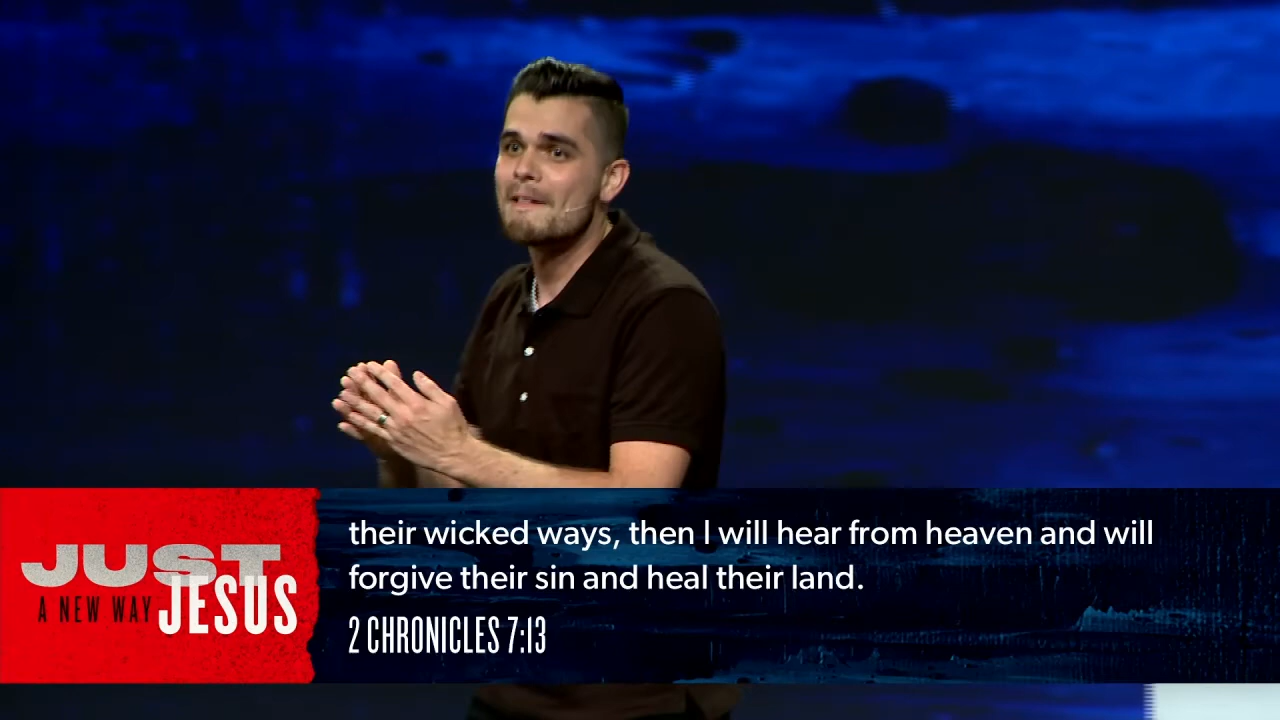 JUST
A NEW WAY JESUS
their wicked ways, then I will hear from heaven and will
forgive their sin and heal their land.
2 CHRONICLES 7:13